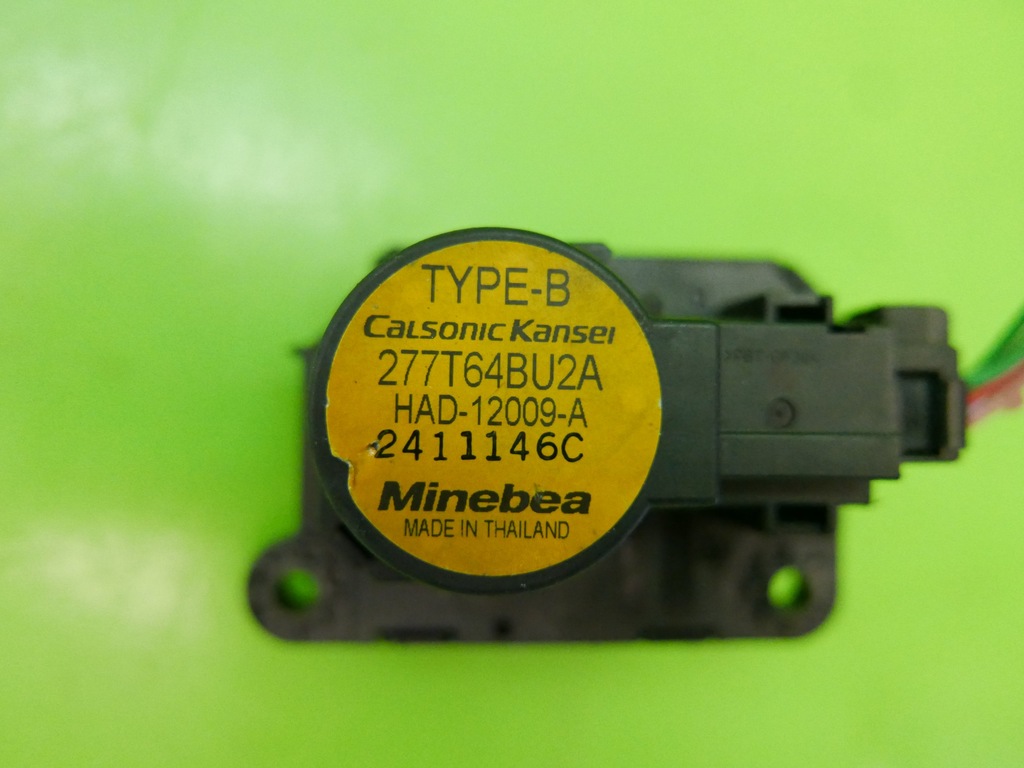 TYPE-B
Calsonic Kansei
277T64BU2A
HAD-12009-A
2411146C
Minebea
MADE IN THAILAND